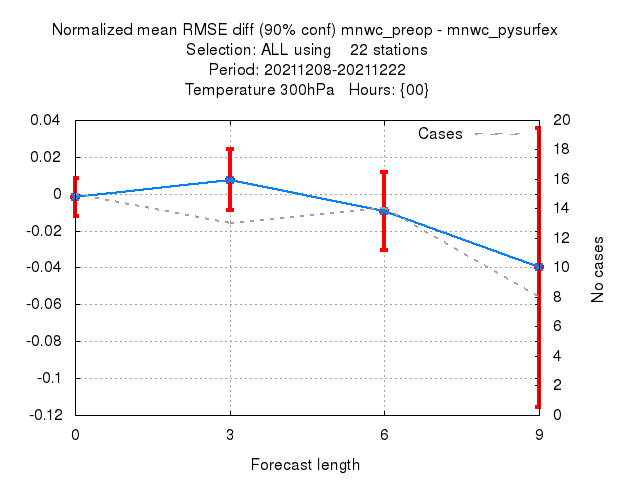 Normalized mean RMSE diff (90% conf) mnwc_preop - mnwc_pysurfex
Selection: ALL using    22 stations
Period: 20211208-20211222
Temperature 300hPa   Hours: {00}
0.04
0.02
0
-0.02
-0.04
-0.06
-0.08
-0.1
-0.12
Cases
20
18
16
14
12
10
8
6
4
2
0
No cases
0 3 6 9
Forecast length